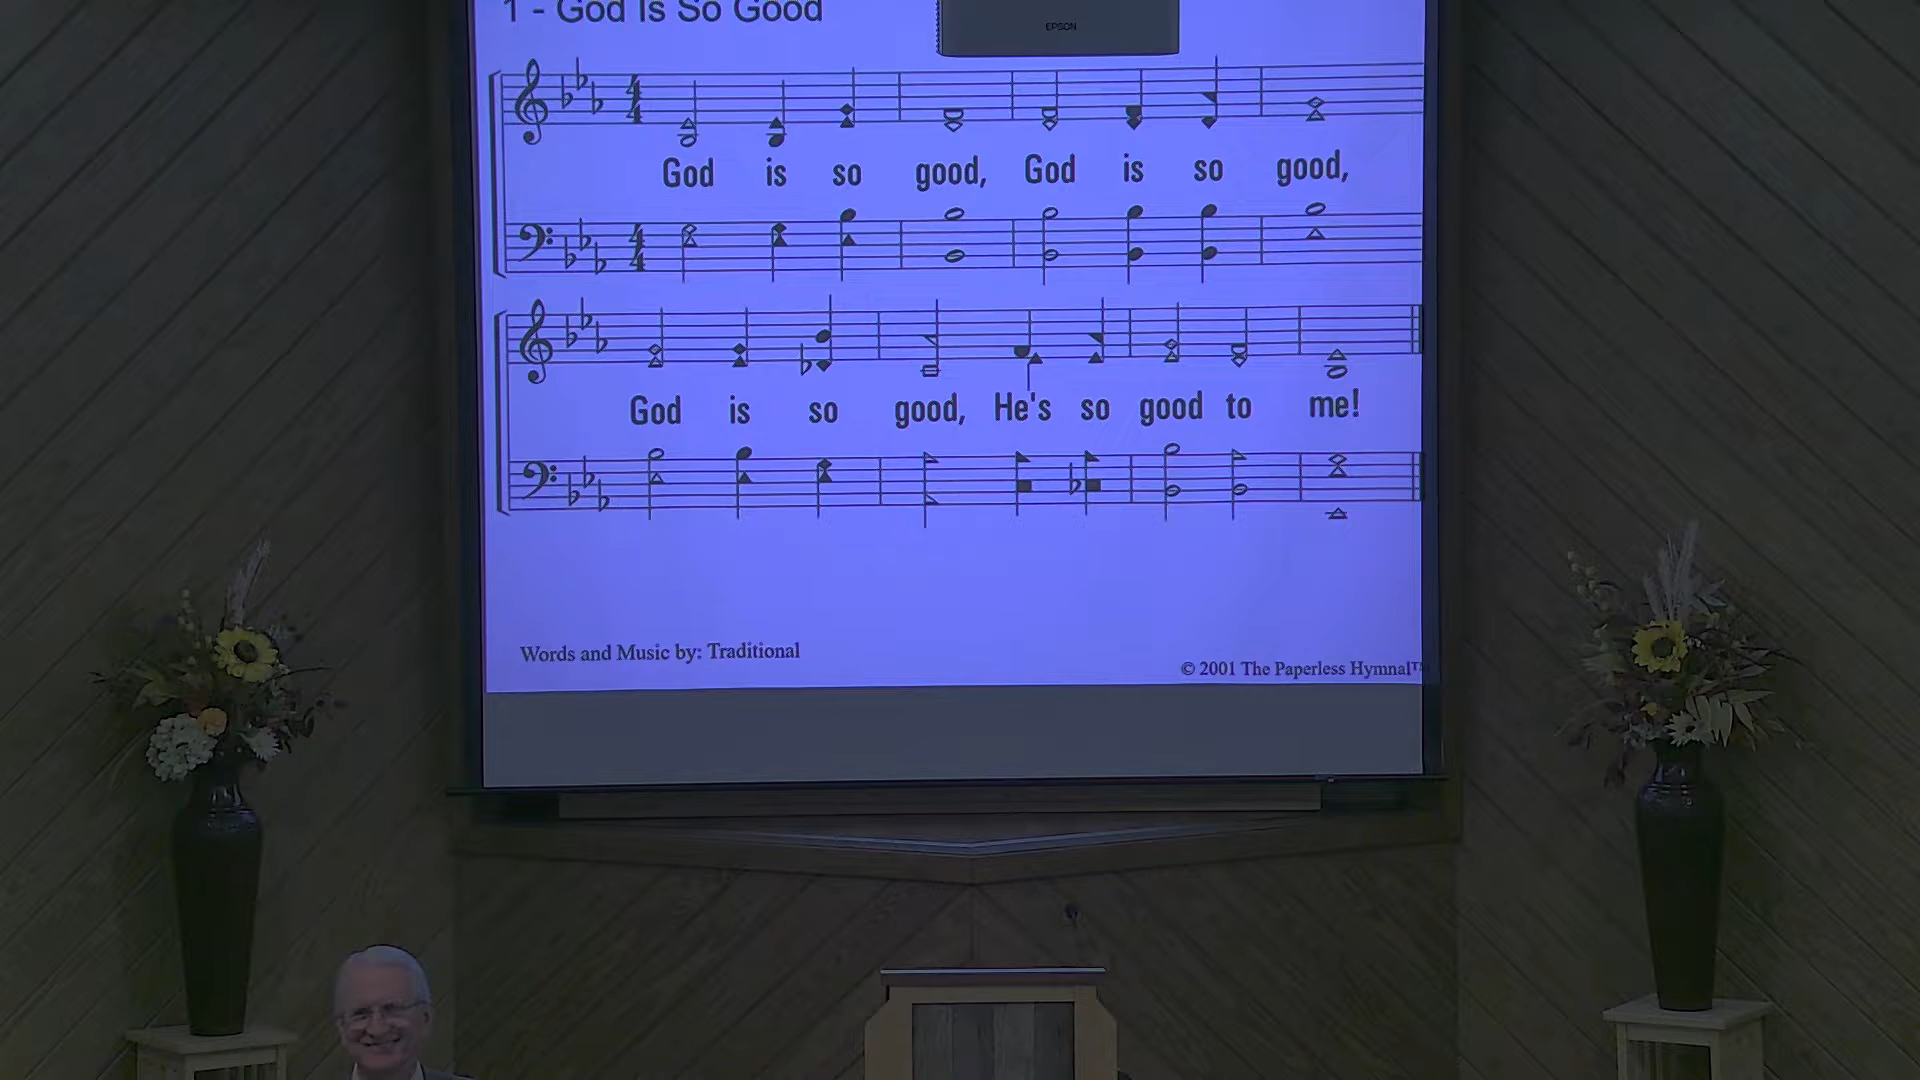 1 - God Is So Good
EPSON
God is so good, God is so good,
God is so good, He's so good to me!
Words and Music by: Traditional
© 2001 The Paperless Hymnal™